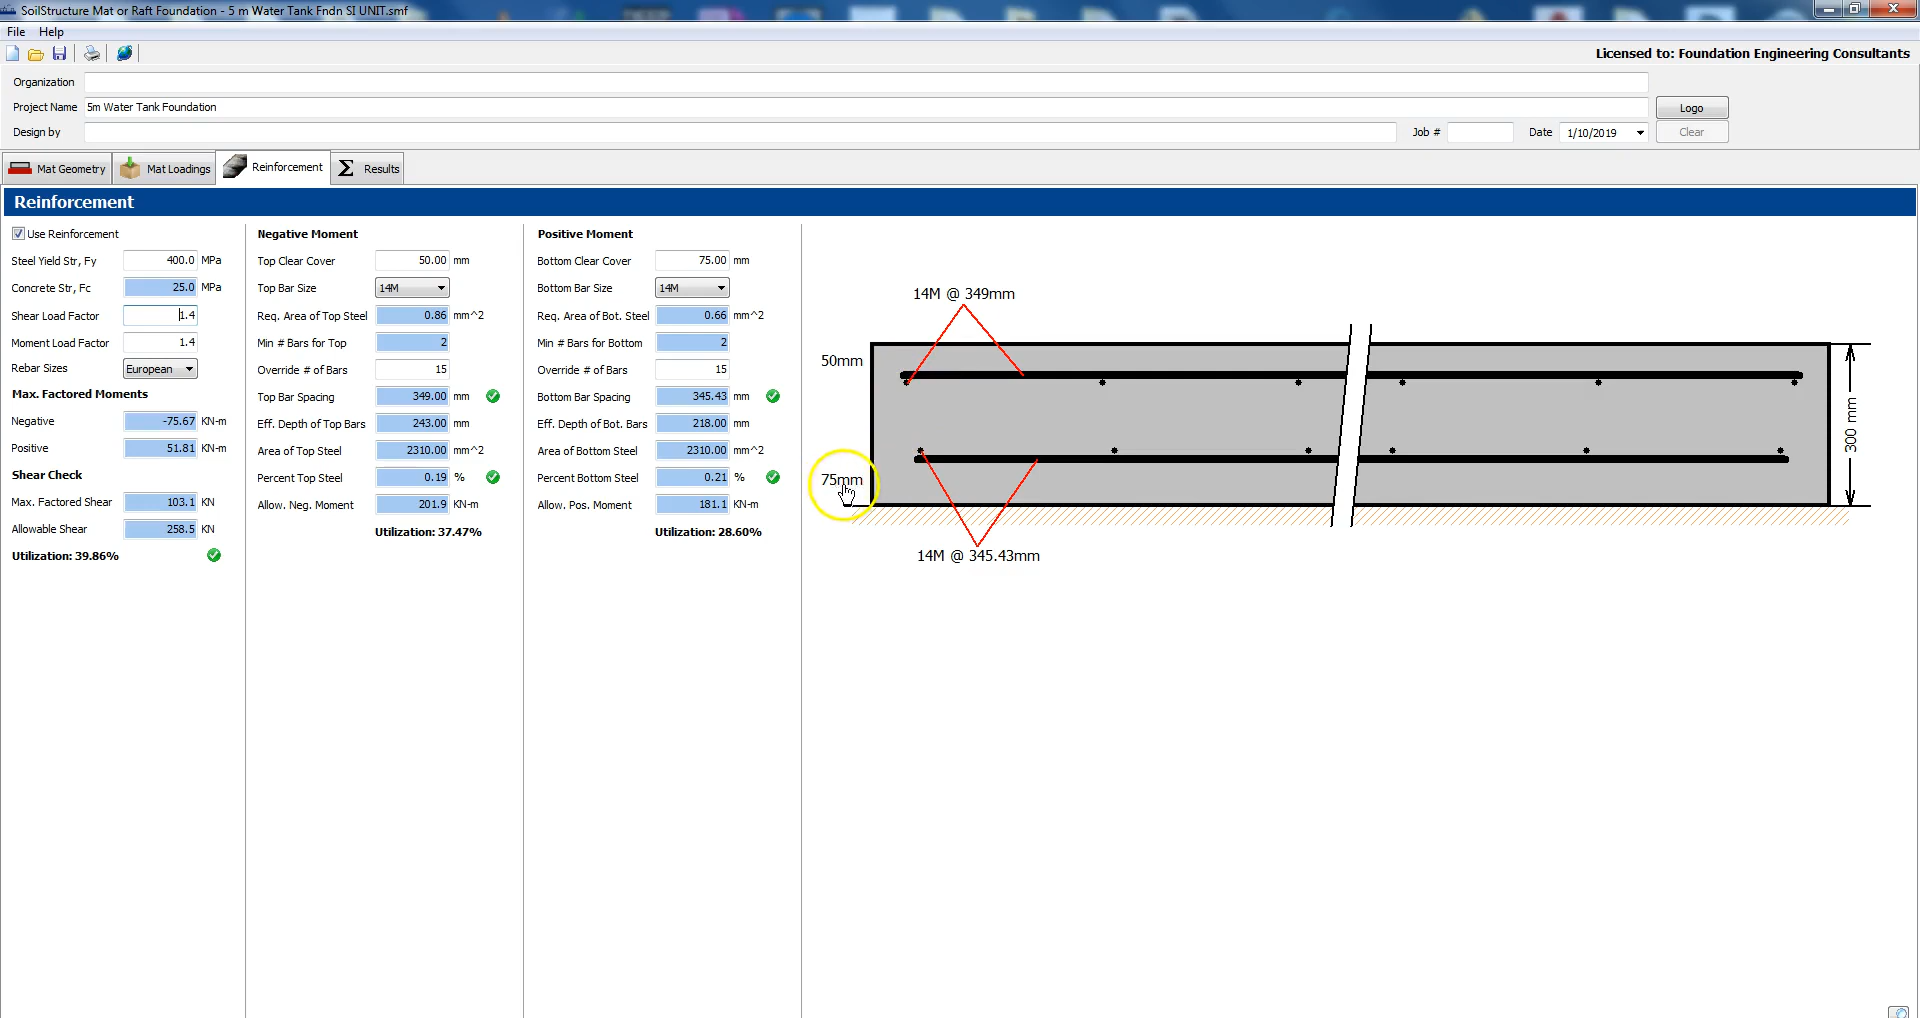 SoilStructure Mat or Raft Foundation - 5 m Water Tank Fndn SI UNIT.smf
File Help
Licensed to: Foundation Engineering Consultants
Organization
Project Name 5m Water Tank Foundation
Logo
Design by
Job #
Date 1/10/2019
Clear
Mat Geometry
Mat Loadings
Reinforcement
Σ Results
Reinforcement
Use Reinforcement
Steel Yield Str, Fy 400.0 MPa
Concrete Str, Fc 25.0 MPa
Shear Load Factor 1.4
Moment Load Factor 1.4
Rebar Sizes European
Max. Factored Moments
Negative -75.67 KN-m
Positive 51.81 KN-m
Shear Check
Max. Factored Shear 103.1 KN
Allowable Shear 258.5 KN
Utilization: 39.86%
Negative Moment
Top Clear Cover 50.00 mm
Top Bar Size 14M
Req. Area of Top Steel 0.86 mm^2
Min # Bars for Top 2
Override # of Bars 15
Top Bar Spacing 349.00 mm
Eff. Depth of Top Bars 243.00 mm
Area of Top Steel 2310.00 mm^2
Percent Top Steel 0.19 %
Allow. Neg. Moment 201.9 KN-m
Utilization: 37.47%
Positive Moment
Bottom Clear Cover 75.00 mm
Bottom Bar Size 14M
Req. Area of Bot. Steel 0.66 mm^2
Min # Bars for Bottom 2
Override # of Bars 15
Bottom Bar Spacing 345.43 mm
Eff. Depth of Bot. Bars 218.00 mm
Area of Bottom Steel 2310.00 mm^2
Percent Bottom Steel 0.21 %
Allow. Pos. Moment 181.1 KN-m
Utilization: 28.60%
14M @ 349mm
50mm
75mm
300 mm
14M @ 345.43mm